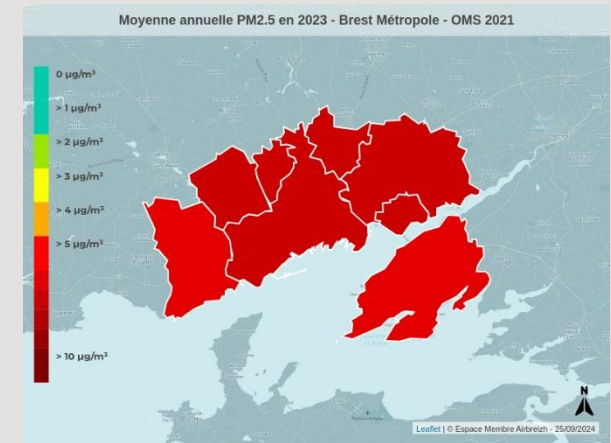 Moyenne annuelle PM2.5 en 2023 - Brest Métropole - OMS 2021
0 µg/m³
> 1 µg/m³
> 2 µg/m³
> 3 µg/m³
> 4 µg/m³
> 5 µg/m³
> 10 µg/m³
N
Leaflet | © Espace Membre Airbreizh - 25/09/2024